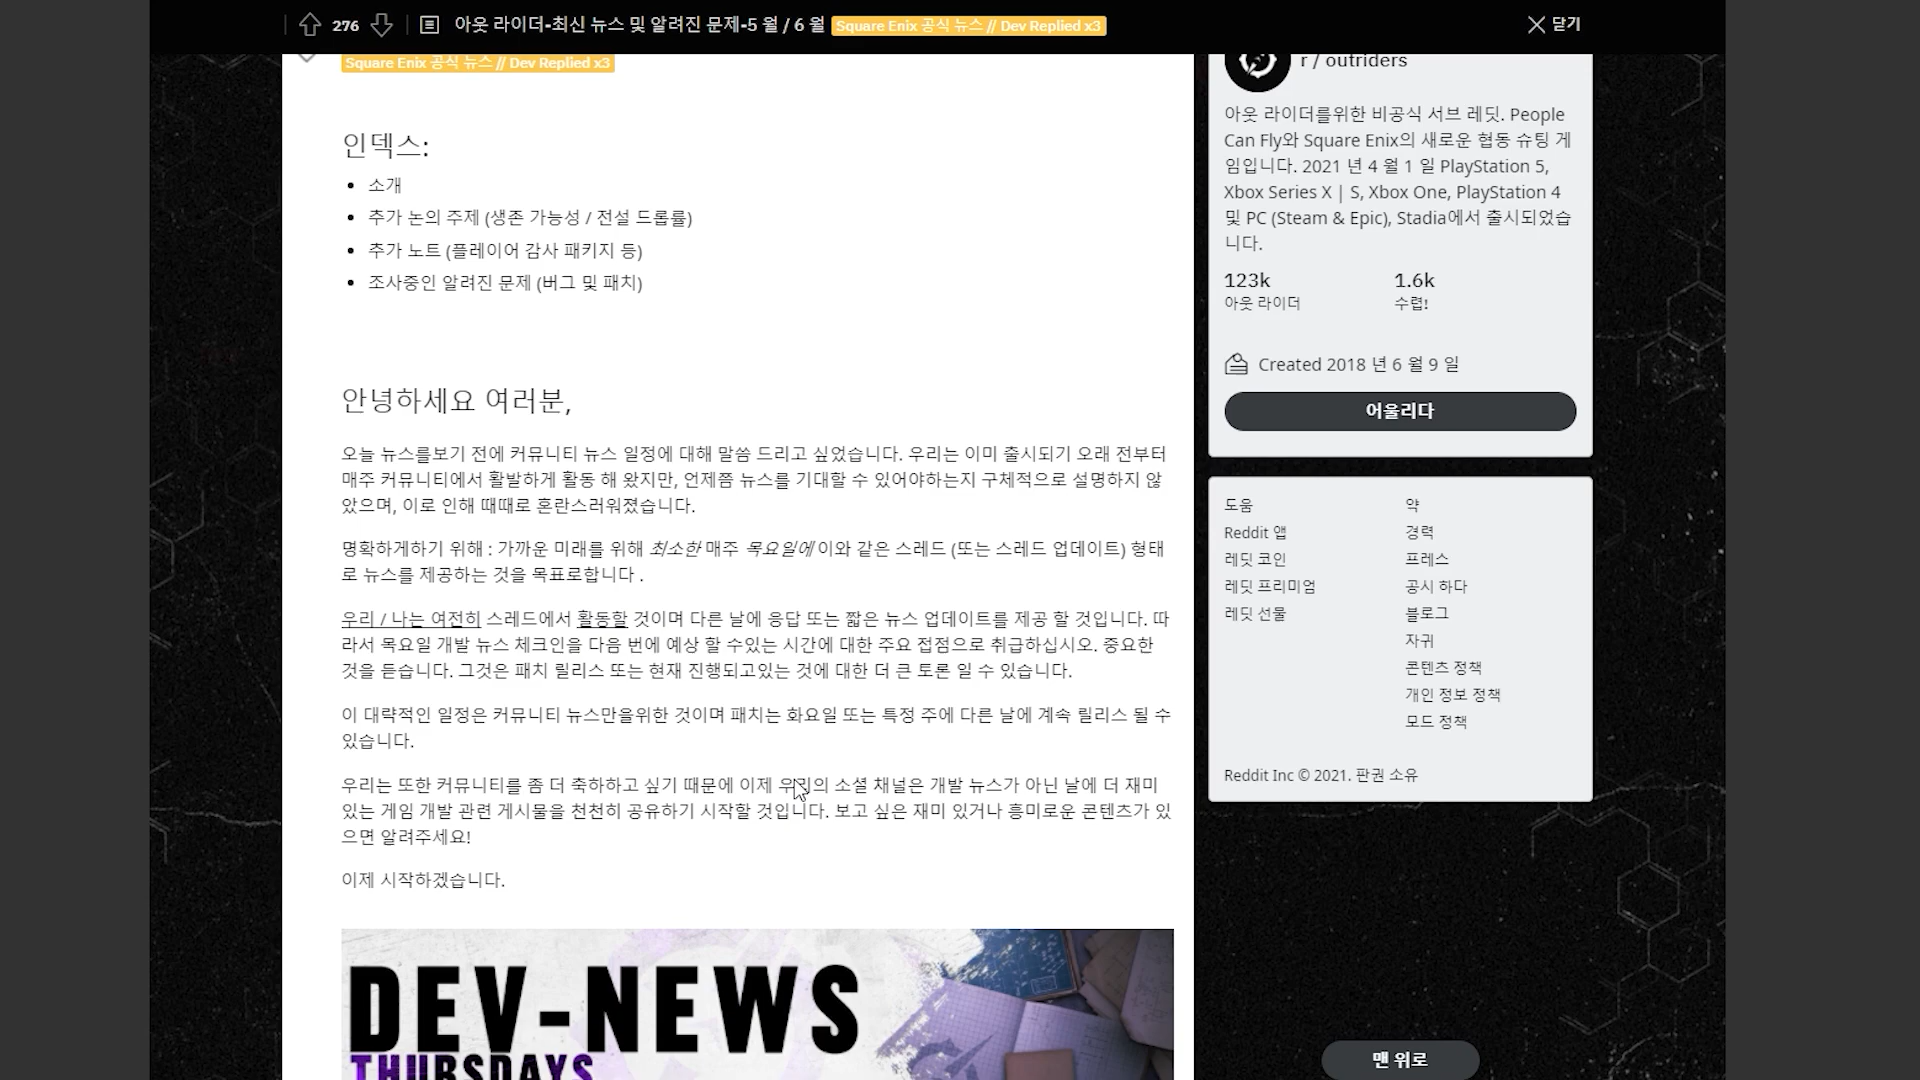 276
아웃 라이더-최신 뉴스 및 알려진 문제-5 월 / 6 월 Square Enix 공식 뉴스 // Dev Replied x3
닫기
Square Enix 공식 뉴스 // Dev Replied x3
인덱스:
소개
추가 논의 주제 (생존 가능성 / 전설 드롭률)
추가 노트 (플레이어 감사 패키지 등)
조사중인 알려진 문제 (버그 및 패치)
안녕하세요 여러분,
오늘 뉴스를보기 전에 커뮤니티 뉴스 일정에 대해 말씀 드리고 싶었습니다. 우리는 이미 출시되기 오래 전부터
매주 커뮤니티에서 활발하게 활동 해 왔지만, 언제쯤 뉴스를 기대할 수 있어야하는지 구체적으로 설명하지 않
았으며, 이로 인해 때때로 혼란스러워졌습니다.
명확하게하기 위해 : 가까운 미래를 위해 최소한 매주 목요일에 이와 같은 스레드 (또는 스레드 업데이트) 형태
로 뉴스를 제공하는 것을 목표로합니다 .
우리 / 나는 여전히 스레드에서 활동할 것이며 다른 날에 응답 또는 짧은 뉴스 업데이트를 제공 할 것입니다. 따
라서 목요일 개발 뉴스 체크인을 다음 번에 예상 할 수있는 시간에 대한 주요 접점으로 취급하십시오. 중요한
것을 듣습니다. 그것은 패치 릴리스 또는 현재 진행되고있는 것에 대한 더 큰 토론 일 수 있습니다.
이 대략적인 일정은 커뮤니티 뉴스만을위한 것이며 패치는 화요일 또는 특정 주에 다른 날에 계속 릴리스 될 수
있습니다.
우리는 또한 커뮤니티를 좀 더 축하하고 싶기 때문에 이제 우리의 소셜 채널은 개발 뉴스가 아닌 날에 더 재미
있는 게임 개발 관련 게시물을 천천히 공유하기 시작할 것입니다. 보고 싶은 재미 있거나 흥미로운 콘텐츠가 있
으면 알려주세요!
이제 시작하겠습니다.
DEV-NEWS
THURSDAYS
r / outriders
아웃 라이더를위한 비공식 서브 레딧. People
Can Fly와 Square Enix의 새로운 협동 슈팅 게
임입니다. 2021 년 4 월 1 일 PlayStation 5,
Xbox Series X | S, Xbox One, PlayStation 4
및 PC (Steam & Epic), Stadia에서 출시되었습
니다.
123k 1.6k
아웃 라이더 수렵!
Created 2018 년 6 월 9 일
어울리다
도움 약
Reddit 앱 경력
레딧 코인 프레스
레딧 프리미엄 공시 하다
레딧 선물 블로그
자귀
콘텐츠 정책
개인 정보 정책
모드 정책
Reddit Inc © 2021. 판권 소유
맨 위로